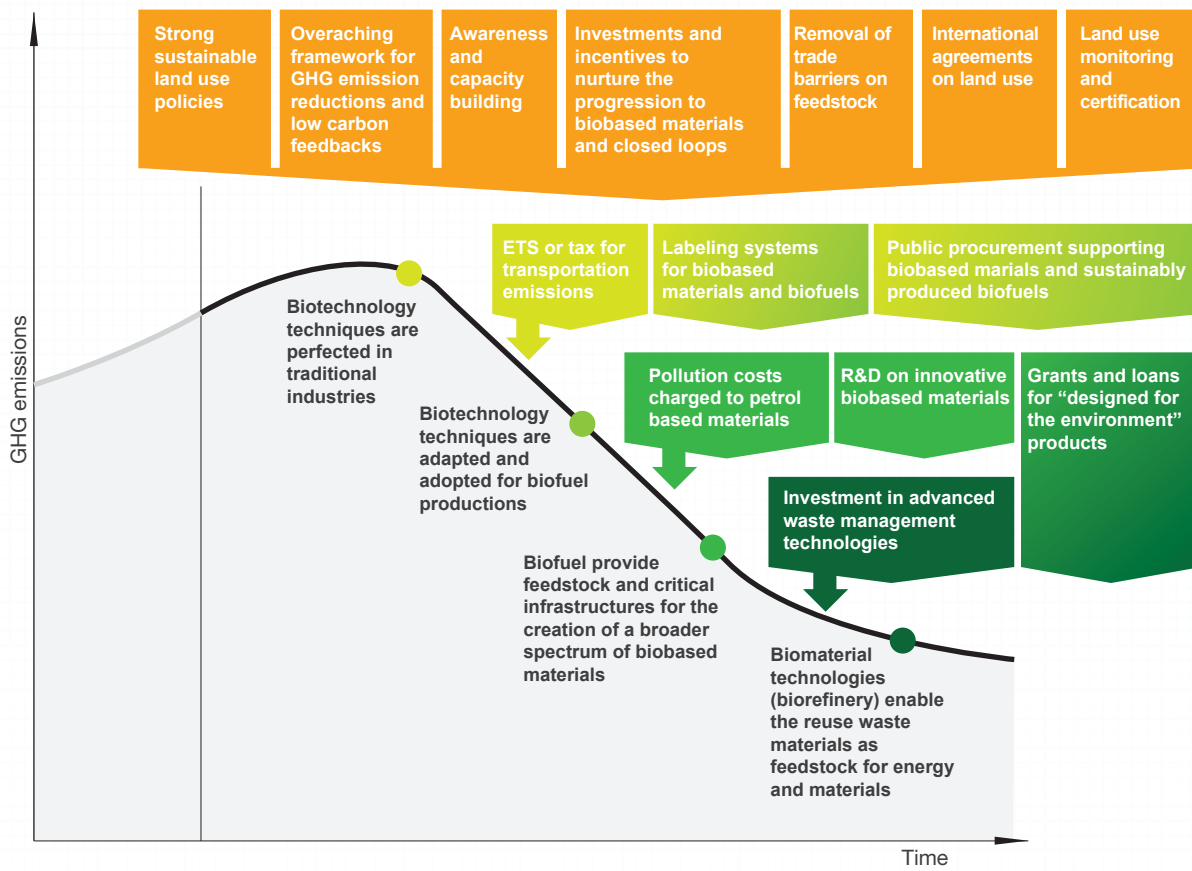 Strong
sustainable
land use
policies
Overaching
framework for
GHG emission
reductions and
low carbon
feedbacks
Awareness
and
capacity
building
Investments and
incentives to
nurture the
progression to
biobased materials
and closed loops
Removal of
trade
barriers on
feedstock
International
agreements
on land use
Land use
monitoring
and
certification
ETS or tax for
transportation
emissions
Labeling systems
for biobased
materials and biofuels
Public procurement supporting
biobased marials and sustainably
produced biofuels
Biotechnology
techniques are
perfected in
traditional
industries
Pollution costs
charged to petrol
based materials
R&D on innovative
biobased materials
Grants and loans
for “designed for
the environment”
products
Biotechnology
techniques are
adapted and
adopted for biofuel
productions
Investment in advanced
waste management
technologies
Biofuel provide
feedstock and critical
infrastructures for the
creation of a broader
spectrum of biobased
materials
Biomaterial
technologies
(biorefinery) enable
the reuse waste
materials as
feedstock for energy
and materials
GHG emissions
Time